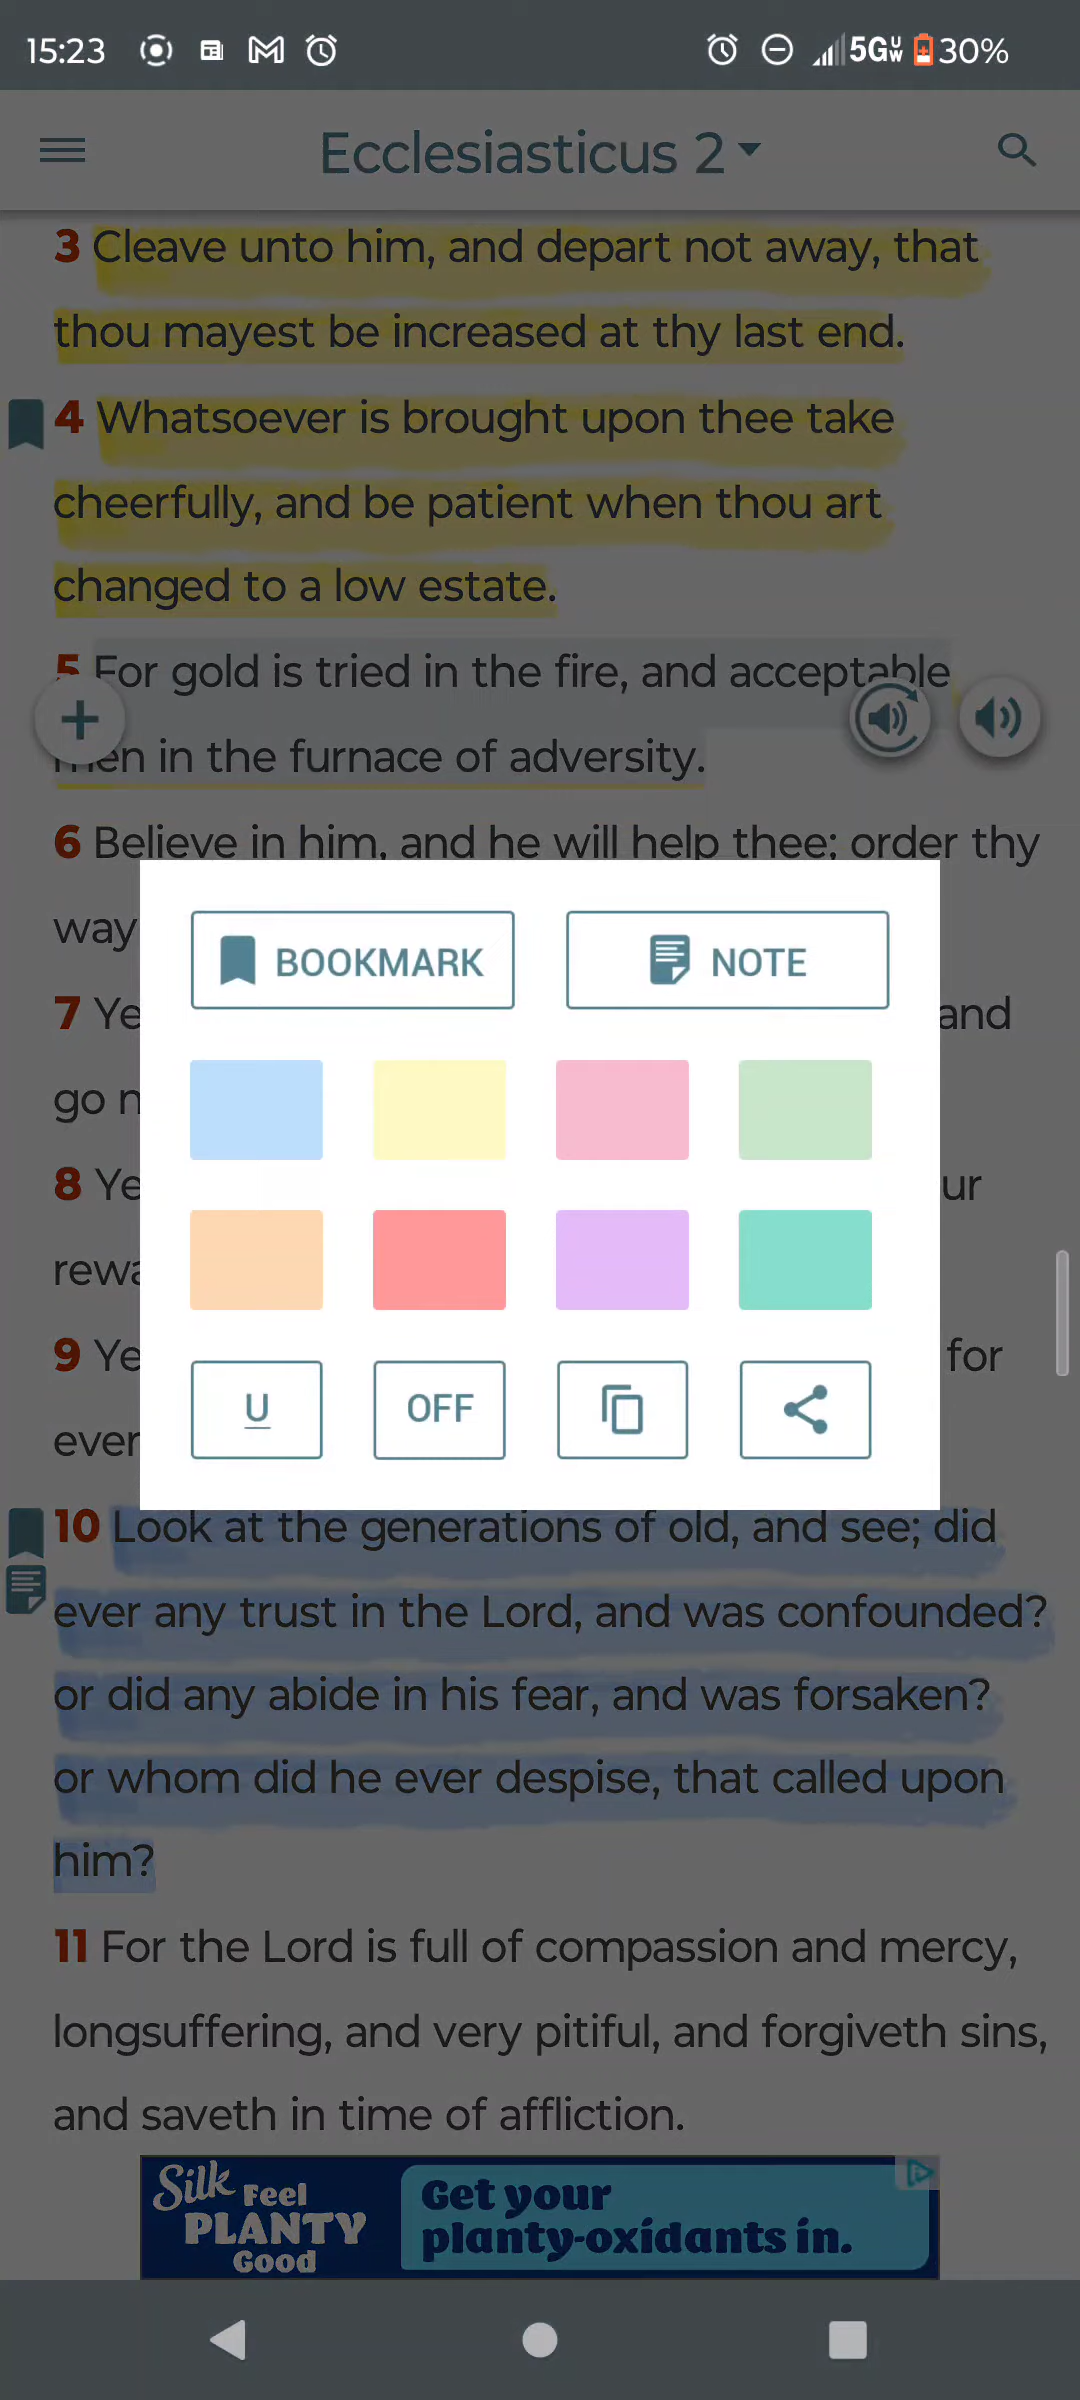 15:23 5G UW 30%
Ecclesiasticus 2
3 Cleave unto him, and depart not away, that
thou mayest be increased at thy last end.
4 Whatsoever is brought upon thee take
cheerfully, and be patient when thou art
changed to a low estate.
5 For gold is tried in the fire, and acceptable
men in the furnace of adversity.
6 Believe in him, and he will help thee; order thy
way
BOOKMARK NOTE
7 Ye and
go n
8 Ye ur
rewa
9 Ye for
ever
U OFF
10 Look at the generations of old, and see; did
ever any trust in the Lord, and was confounded?
or did any abide in his fear, and was forsaken?
or whom did he ever despise, that called upon
him?
11 For the Lord is full of compassion and mercy,
longsuffering, and very pitiful, and forgiveth sins,
and saveth in time of affliction.
Silk Feel
PLANTY
Good
Get your
planty-oxidants in.